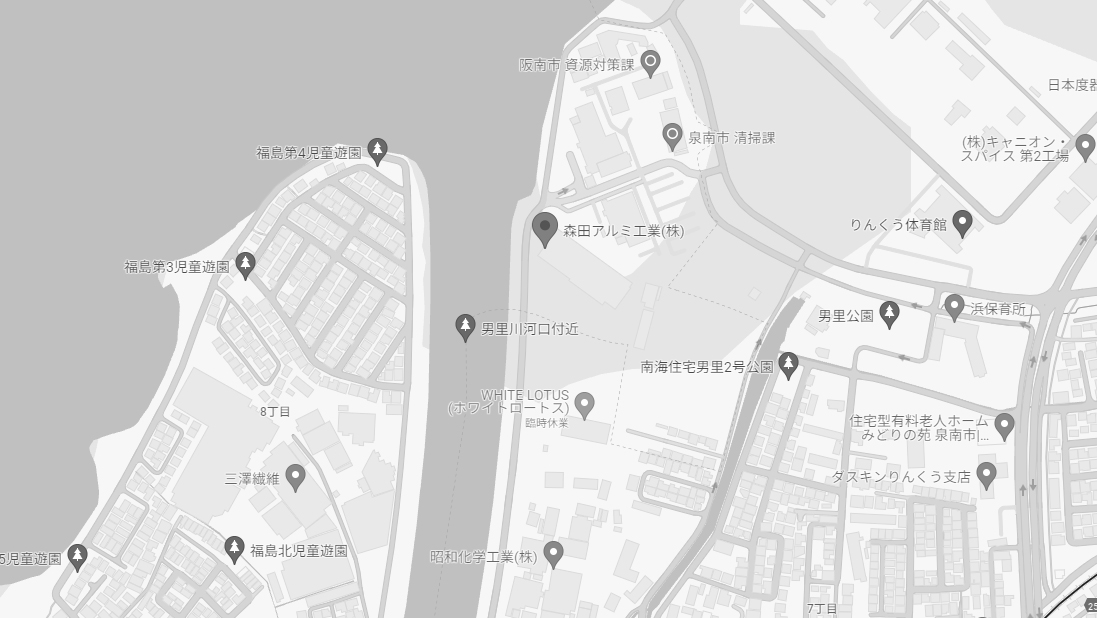 阪南市 資源対策課
日本度器
泉南市 清掃課
(株)キャニオン・
スパイス 第2工場
福島第4児童遊園
りんくう体育館
森田アルミ工業(株)
福島第3児童遊園
浜保育所
男里公園
男里川河口付近
南海住宅男里2号公園
WHITE LOTUS
(ホワイトロートス)
臨時休業
8丁目
住宅型有料老人ホーム
みどりの苑 泉南市|...
三澤繊維
ダスキンりんくう支店
福島北児童遊園
昭和化学工業(株)
5児童遊園
7丁目
25